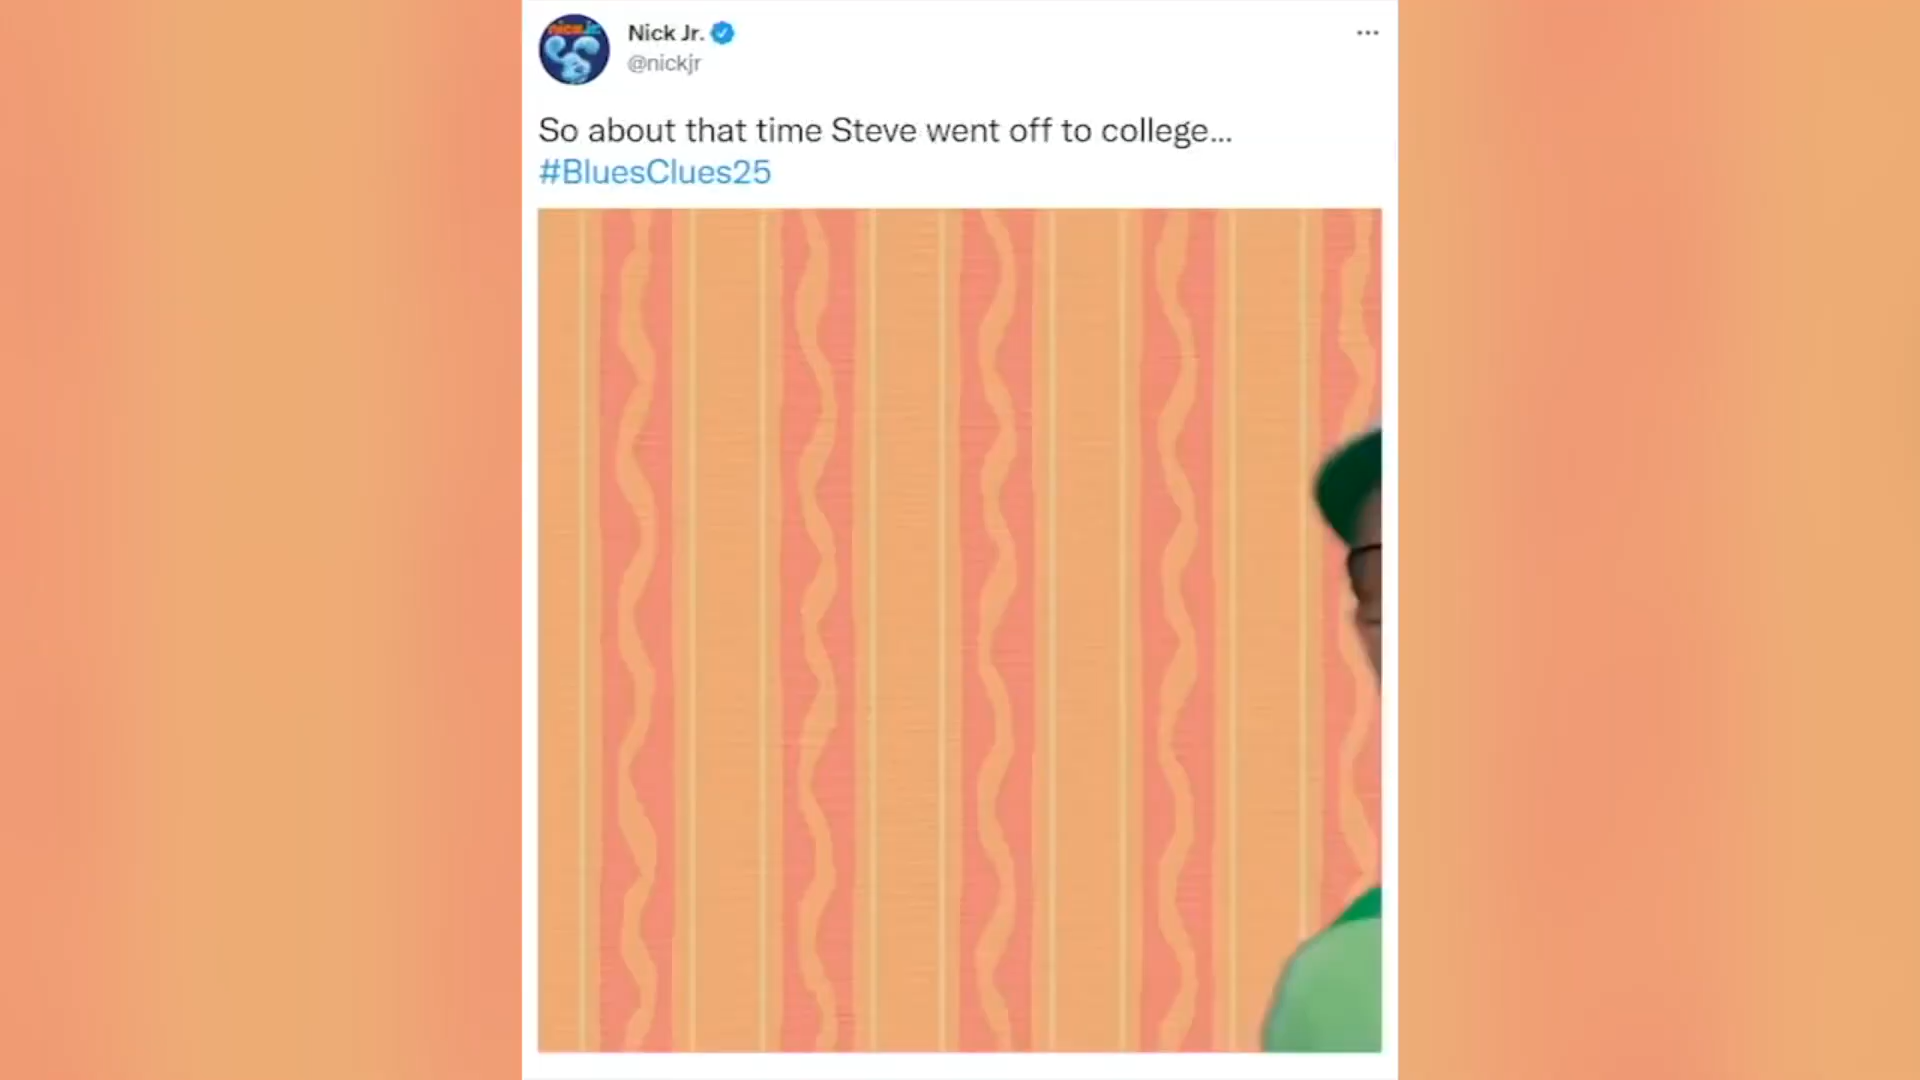 Nick Jr.
@nickjr
So about that time Steve went off to college...
#BluesClues25